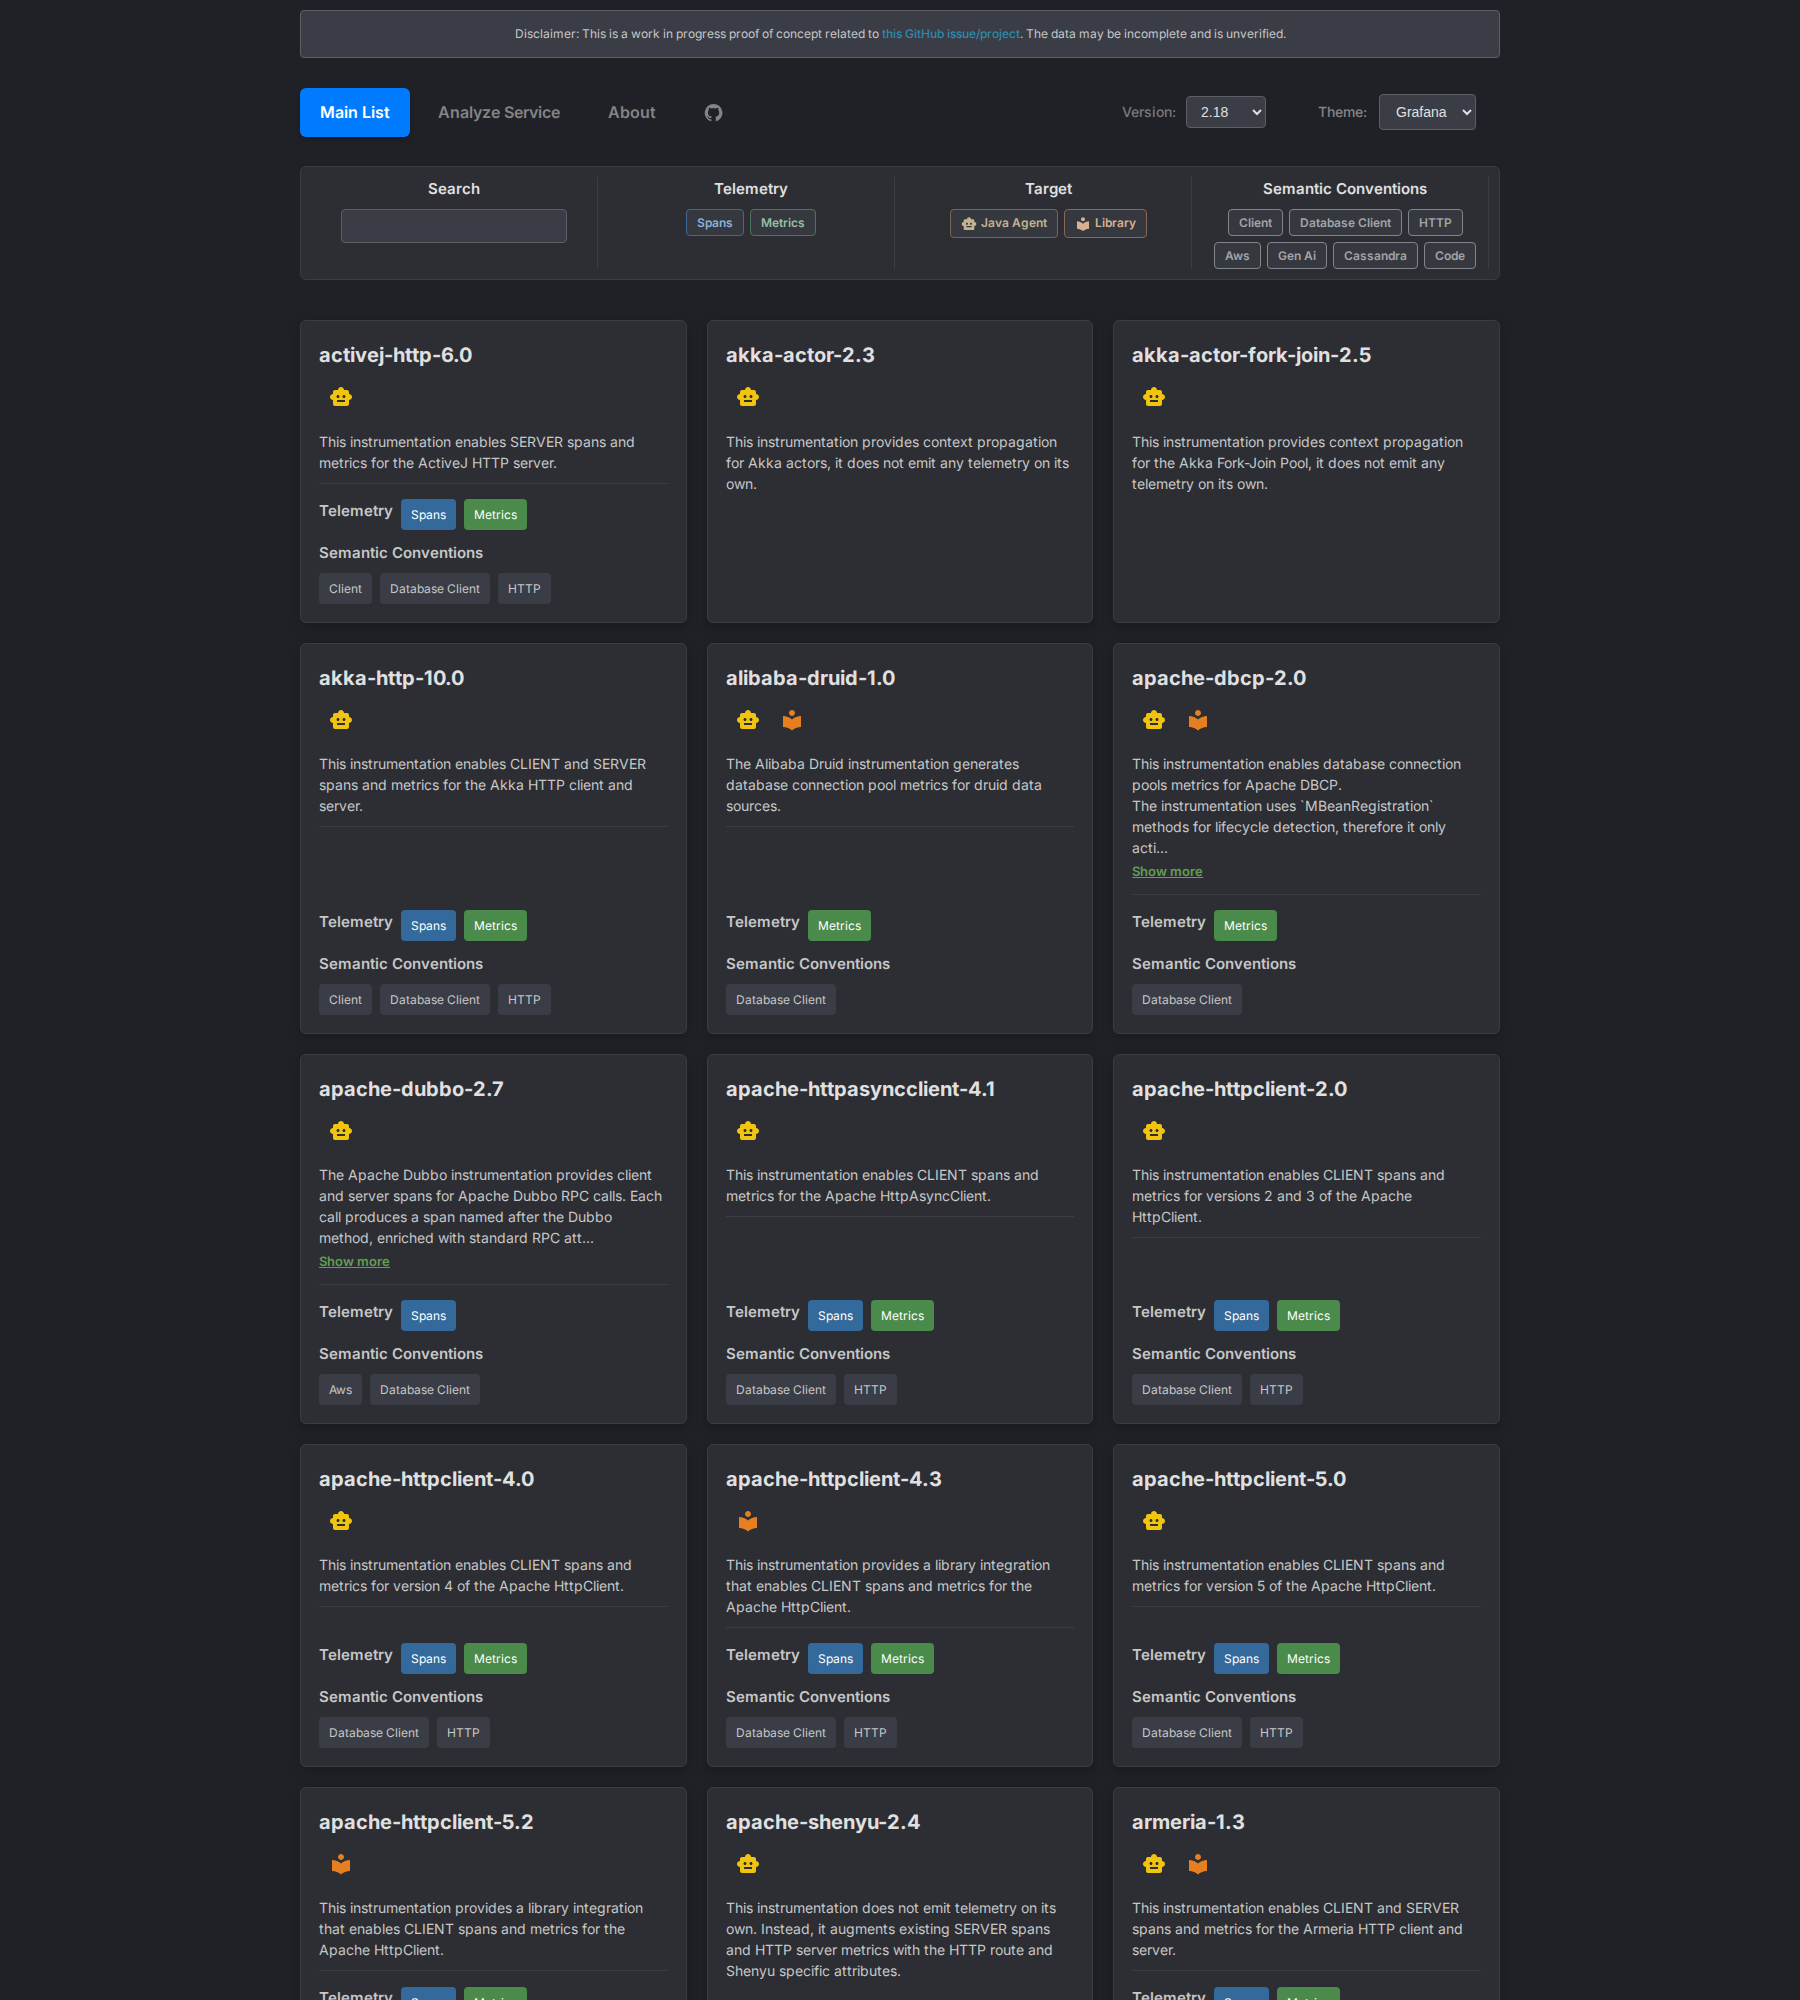 Disclaimer: This is a work in progress proof of concept related to this GitHub issue/project. The data may be incomplete and is unverified.
Main List
Analyze Service
About
Version:
2.18
Theme:
Grafana
Search
Telemetry
Spans
Metrics
Target
Java Agent
Library
Semantic Conventions
Client
Database Client
HTTP
Aws
Gen Ai
Cassandra
Code
activej-http-6.0
This instrumentation enables SERVER spans and
metrics for the ActiveJ HTTP server.
Telemetry
Spans
Metrics
Semantic Conventions
Client
Database Client
HTTP
akka-actor-2.3
This instrumentation provides context propagation
for Akka actors, it does not emit any telemetry on its
own.
akka-actor-fork-join-2.5
This instrumentation provides context propagation
for the Akka Fork-Join Pool, it does not emit any
telemetry on its own.
akka-http-10.0
This instrumentation enables CLIENT and SERVER
spans and metrics for the Akka HTTP client and
server.
Telemetry
Spans
Metrics
Semantic Conventions
Client
Database Client
HTTP
alibaba-druid-1.0
The Alibaba Druid instrumentation generates
database connection pool metrics for druid data
sources.
Telemetry
Metrics
Semantic Conventions
Database Client
apache-dbcp-2.0
This instrumentation enables database connection
pools metrics for Apache DBCP.
The instrumentation uses `MBeanRegistration`
methods for lifecycle detection, therefore it only
acti...
Show more
Telemetry
Metrics
Semantic Conventions
Database Client
apache-dubbo-2.7
The Apache Dubbo instrumentation provides client
and server spans for Apache Dubbo RPC calls. Each
call produces a span named after the Dubbo
method, enriched with standard RPC att...
Show more
Telemetry
Spans
Semantic Conventions
Aws
Database Client
apache-httpasyncclient-4.1
This instrumentation enables CLIENT spans and
metrics for the Apache HttpAsyncClient.
Telemetry
Spans
Metrics
Semantic Conventions
Database Client
HTTP
apache-httpclient-2.0
This instrumentation enables CLIENT spans and
metrics for versions 2 and 3 of the Apache
HttpClient.
Telemetry
Spans
Metrics
Semantic Conventions
Database Client
HTTP
apache-httpclient-4.0
This instrumentation enables CLIENT spans and
metrics for version 4 of the Apache HttpClient.
Telemetry
Spans
Metrics
Semantic Conventions
Database Client
HTTP
apache-httpclient-4.3
This instrumentation provides a library integration
that enables CLIENT spans and metrics for the
Apache HttpClient.
Telemetry
Spans
Metrics
Semantic Conventions
Database Client
HTTP
apache-httpclient-5.0
This instrumentation enables CLIENT spans and
metrics for version 5 of the Apache HttpClient.
Telemetry
Spans
Metrics
Semantic Conventions
Database Client
HTTP
apache-httpclient-5.2
This instrumentation provides a library integration
that enables CLIENT spans and metrics for the
Apache HttpClient.
Telemetry
apache-shenyu-2.4
This instrumentation does not emit telemetry on its
own. Instead, it augments existing SERVER spans
and HTTP server metrics with the HTTP route and
Shenyu specific attributes.
armeria-1.3
This instrumentation enables CLIENT and SERVER
spans and metrics for the Armeria HTTP client and
server.
Telemetry